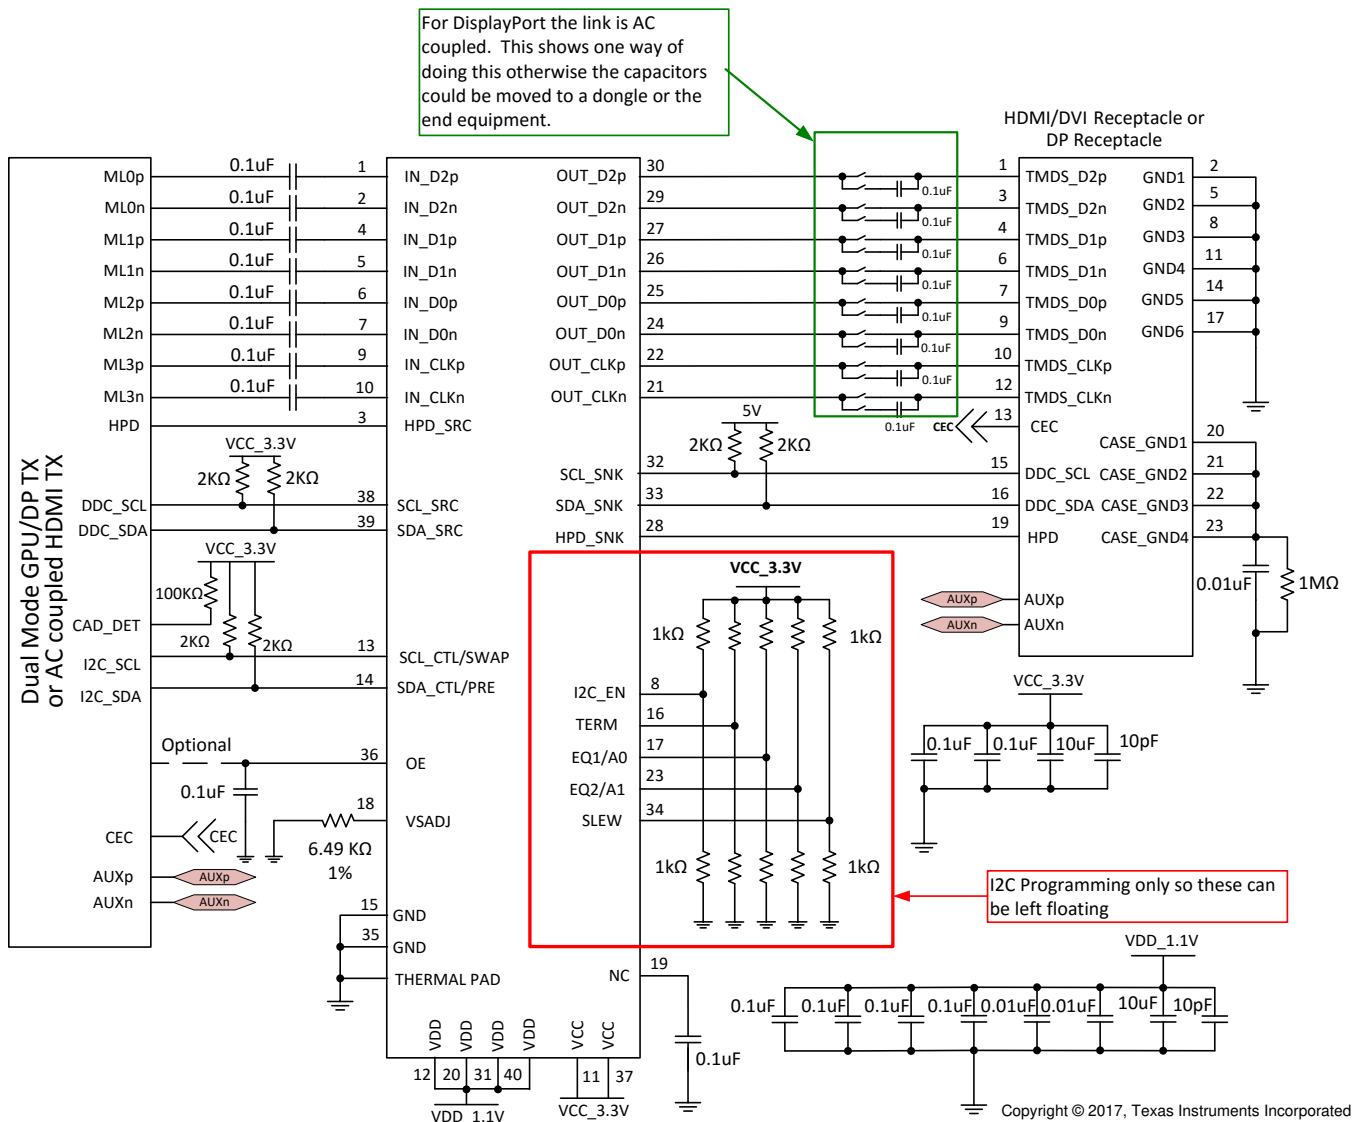 For DisplayPort the link is AC
coupled. This shows one way of
doing this otherwise the capacitors
could be moved to a dongle or the
end equipment.
HDMI/DVI Receptacle or
DP Receptacle
Dual Mode GPU/DP TX
or AC coupled HDMI TX
ML0p 0.1uF 1 IN_D2p OUT_D2p 30 0.1uF 1 TMDS_D2p GND1 2
ML0n 0.1uF 2 IN_D2n OUT_D2n 29 0.1uF 3 TMDS_D2n GND2 5
ML1p 0.1uF 4 IN_D1p OUT_D1p 27 0.1uF 4 TMDS_D1p GND3 8
ML1n 0.1uF 5 IN_D1n OUT_D1n 26 0.1uF 6 TMDS_D1n GND4 11
ML2p 0.1uF 6 IN_D0p OUT_D0p 25 0.1uF 7 TMDS_D0p GND5 14
ML2n 0.1uF 7 IN_D0n OUT_D0n 24 0.1uF 9 TMDS_D0n GND6 17
ML3p 0.1uF 9 IN_CLKp OUT_CLKp 22 0.1uF 10 TMDS_CLKp
ML3n 0.1uF 10 IN_CLKn OUT_CLKn 21 0.1uF 12 TMDS_CLKn
HPD 3 HPD_SRC 5V CEC 13 CEC
VCC_3.3V 2KΩ 2KΩ CASE_GND1 20
2KΩ 2KΩ SCL_SNK 32 15 DDC_SCL CASE_GND2 21
DDC_SCL 38 SCL_SRC SDA_SNK 33 16 DDC_SDA CASE_GND3 22
DDC_SDA 39 SDA_SRC HPD_SNK 28 19 HPD CASE_GND4 23
VCC_3.3V VCC_3.3V
100KΩ 0.01uF 1MΩ
AUXp AUXp
CAD_DET 2KΩ 2KΩ 1kΩ 1kΩ AUXn AUXn
I2C_SCL 13 SCL_CTL/SWAP
I2C_SDA 14 SDA_CTL/PRE
I2C_EN 8
TERM 16
EQ1/A0 17
EQ2/A1 23
SLEW 34
VCC_3.3V
0.1uF 0.1uF 10uF 10pF
Optional 36 OE
0.1uF
18 VSADJ
CEC CEC 6.49 KΩ
1%
1kΩ 1kΩ
AUXp AUXp
AUXn AUXn
I2C Programming only so these can
be left floating
15 GND
35 GND
THERMAL PAD
NC 19
0.1uF
VDD_1.1V
0.1uF 0.1uF 0.1uF 0.1uF 0.01uF 0.01uF 10uF 10pF
VDD VDD VDD VDD VCC VCC
12 20 31 40 11 37
VDD_1.1V VCC_3.3V
Copyright © 2017, Texas Instruments Incorporated